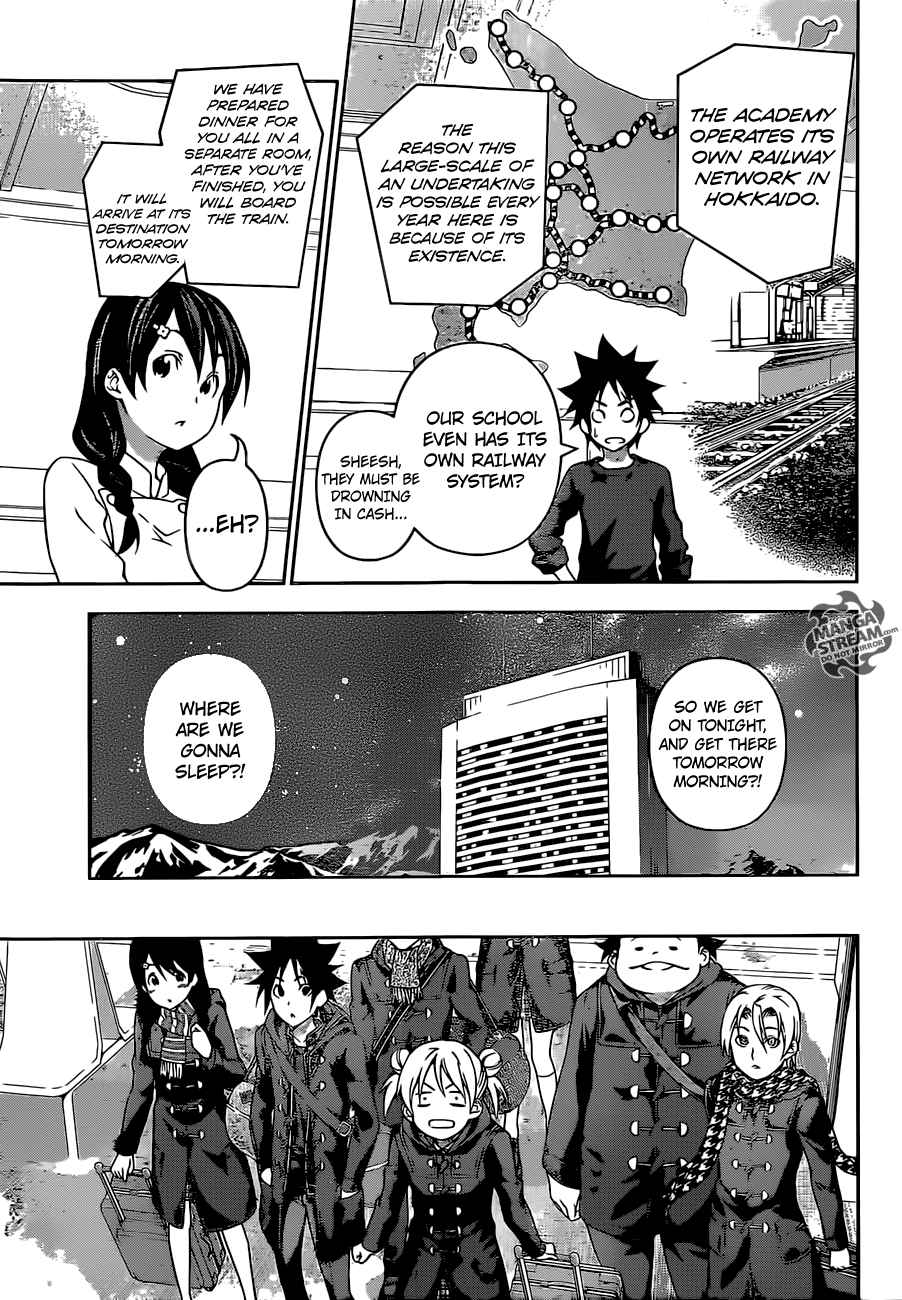 THE ACADEMY
OPERATES ITS
OWN RAILWAY
NETWORK IN
HOKKAIDO.
THE
REASON THIS
LARGE-SCALE OF
AN UNDERTAKING
IS POSSIBLE EVERY
YEAR HERE IS
BECAUSE OF ITS
EXISTENCE.
OUR SCHOOL
EVEN HAS ITS
OWN RAILWAY
SYSTEM?
SHEESH,
THEY MUST BE
DROWNING
IN CASH...
WE HAVE
PREPARED
DINNER FOR
YOU ALL IN A
SEPARATE ROOM,
AFTER YOU'VE
FINISHED, YOU
WILL BOARD
THE TRAIN.
IT WILL
ARRIVE AT ITS
DESTINATION
TOMORROW
MORNING.
...EH?
MANGA
STREAM.com
DO NOT MIRROR
SO WE GET
ON TONIGHT,
AND GET THERE
TOMORROW
MORNING?!
WHERE
ARE WE
GONNA
SLEEP?!